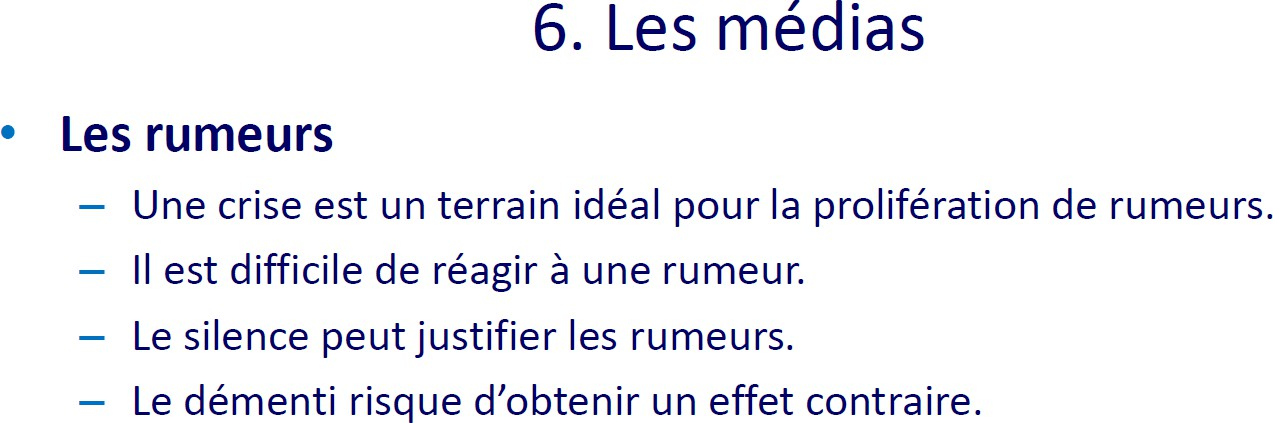 6. Les médias
• Les rumeurs
– Une crise est un terrain idéal pour la prolifération de rumeurs.
– Il est difficile de réagir à une rumeur.
– Le silence peut justifier les rumeurs.
– Le démenti risque d’obtenir un effet contraire.